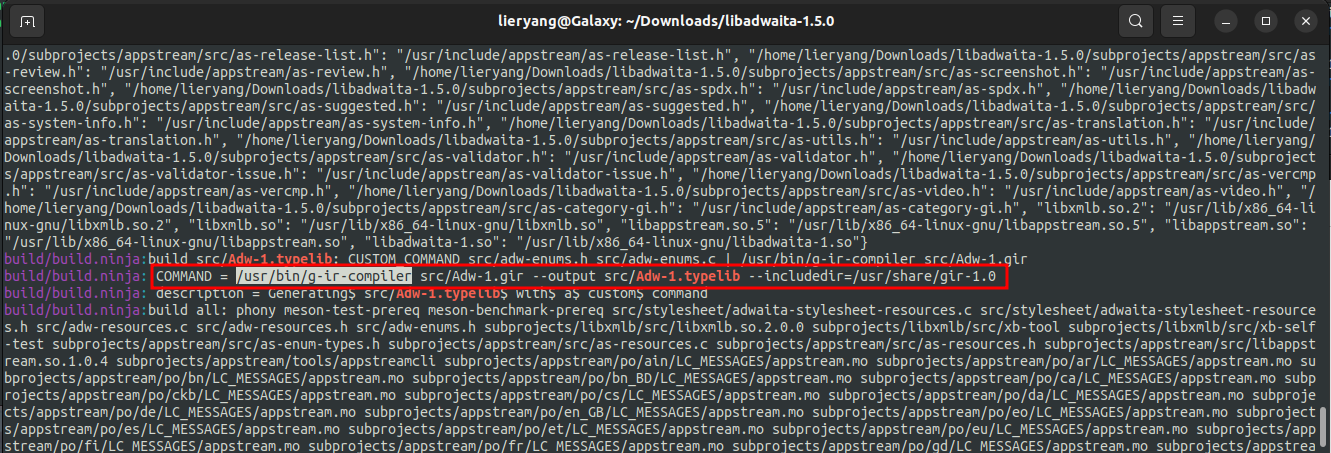 lieryang@Galaxy: ~/Downloads/libadwaita-1.5.0
.0/subprojects/appstream/src/as-release-list.h": "/usr/include/appstream/as-release-list.h", "/home/lieryang/Downloads/libadwaita-1.5.0/subprojects/appstream/src/as
-review.h": "/usr/include/appstream/as-review.h", "/home/lieryang/Downloads/libadwaita-1.5.0/subprojects/appstream/src/as-screenshot.h": "/usr/include/appstream/as-
screenshot.h", "/home/lieryang/Downloads/libadwaita-1.5.0/subprojects/appstream/src/as-spdx.h": "/usr/include/appstream/as-spdx.h", "/home/lieryang/Downloads/libadw
aita-1.5.0/subprojects/appstream/src/as-suggested.h": "/usr/include/appstream/as-suggested.h", "/home/lieryang/Downloads/libadwaita-1.5.0/subprojects/appstream/src/
as-system-info.h": "/usr/include/appstream/as-system-info.h", "/home/lieryang/Downloads/libadwaita-1.5.0/subprojects/appstream/src/as-translation.h": "/usr/include/
appstream/as-translation.h", "/home/lieryang/Downloads/libadwaita-1.5.0/subprojects/appstream/src/as-utils.h": "/usr/include/appstream/as-utils.h", "/home/lieryang/
Downloads/libadwaita-1.5.0/subprojects/appstream/src/as-validator.h": "/usr/include/appstream/as-validator.h", "/home/lieryang/Downloads/libadwaita-1.5.0/subproject
s/appstream/src/as-validator-issue.h": "/usr/include/appstream/as-validator-issue.h", "/home/lieryang/Downloads/libadwaita-1.5.0/subprojects/appstream/src/as-vercmp
.h": "/usr/include/appstream/as-vercmp.h", "/home/lieryang/Downloads/libadwaita-1.5.0/subprojects/appstream/src/as-video.h": "/usr/include/appstream/as-video.h", "/
home/lieryang/Downloads/libadwaita-1.5.0/subprojects/appstream/src/as-category-gi.h": "/usr/include/appstream/as-category-gi.h", "libxmlb.so.2": "/usr/lib/x86_64-li
nux-gnu/libxmlb.so.2", "libxmlb.so": "/usr/lib/x86_64-linux-gnu/libxmlb.so", "libappstream.so.5": "/usr/lib/x86_64-linux-gnu/libappstream.so.5", "libappstream.so":
"/usr/lib/x86_64-linux-gnu/libappstream.so", "libadwaita-1.so": "/usr/lib/x86_64-linux-gnu/libadwaita-1.so"}
build/build.ninja:build src/Adw-1.typelib: CUSTOM_COMMAND src/adw-enums.h src/adw-enums.c | /usr/bin/g-ir-compiler src/Adw-1.gir
build/build.ninja: COMMAND = /usr/bin/g-ir-compiler src/Adw-1.gir --output src/Adw-1.typelib --includedir=/usr/share/gir-1.0
build/build.ninja: description = Generating$ src/Adw-1.typelib$ with$ a$ custom$ command
build/build.ninja:build all: phony meson-test-prereq meson-benchmark-prereq src/stylesheet/adwaita-stylesheet-resources.c src/stylesheet/adwaita-stylesheet-resource
s.h src/adw-resources.c src/adw-resources.h src/adw-enums.h subprojects/libxmlb/src/libxmlb.so.2.0.0 subprojects/libxmlb/src/xb-tool subprojects/libxmlb/src/xb-self
-test subprojects/appstream/src/as-enum-types.h subprojects/appstream/src/as-resources.c subprojects/appstream/src/as-resources.h subprojects/appstream/src/libappst
ream.so.1.0.4 subprojects/appstream/tools/appstreamcli subprojects/appstream/po/ain/LC_MESSAGES/appstream.mo subprojects/appstream/po/ar/LC_MESSAGES/appstream.mo su
bprojects/appstream/po/bn/LC_MESSAGES/appstream.mo subprojects/appstream/po/bn_BD/LC_MESSAGES/appstream.mo subprojects/appstream/po/ca/LC_MESSAGES/appstream.mo subp
rojects/appstream/po/ckb/LC_MESSAGES/appstream.mo subprojects/appstream/po/cs/LC_MESSAGES/appstream.mo subprojects/appstream/po/da/LC_MESSAGES/appstream.mo subproje
cts/appstream/po/de/LC_MESSAGES/appstream.mo subprojects/appstream/po/en_GB/LC_MESSAGES/appstream.mo subprojects/appstream/po/eo/LC_MESSAGES/appstream.mo subproject
s/appstream/po/es/LC_MESSAGES/appstream.mo subprojects/appstream/po/et/LC_MESSAGES/appstream.mo subprojects/appstream/po/eu/LC_MESSAGES/appstream.mo subprojects/app
stream/po/fi/LC_MESSAGES/appstream.mo subprojects/appstream/po/fr/LC_MESSAGES/appstream.mo subprojects/appstream/po/gd/LC_MESSAGES/appstream.mo subprojects/appstrea